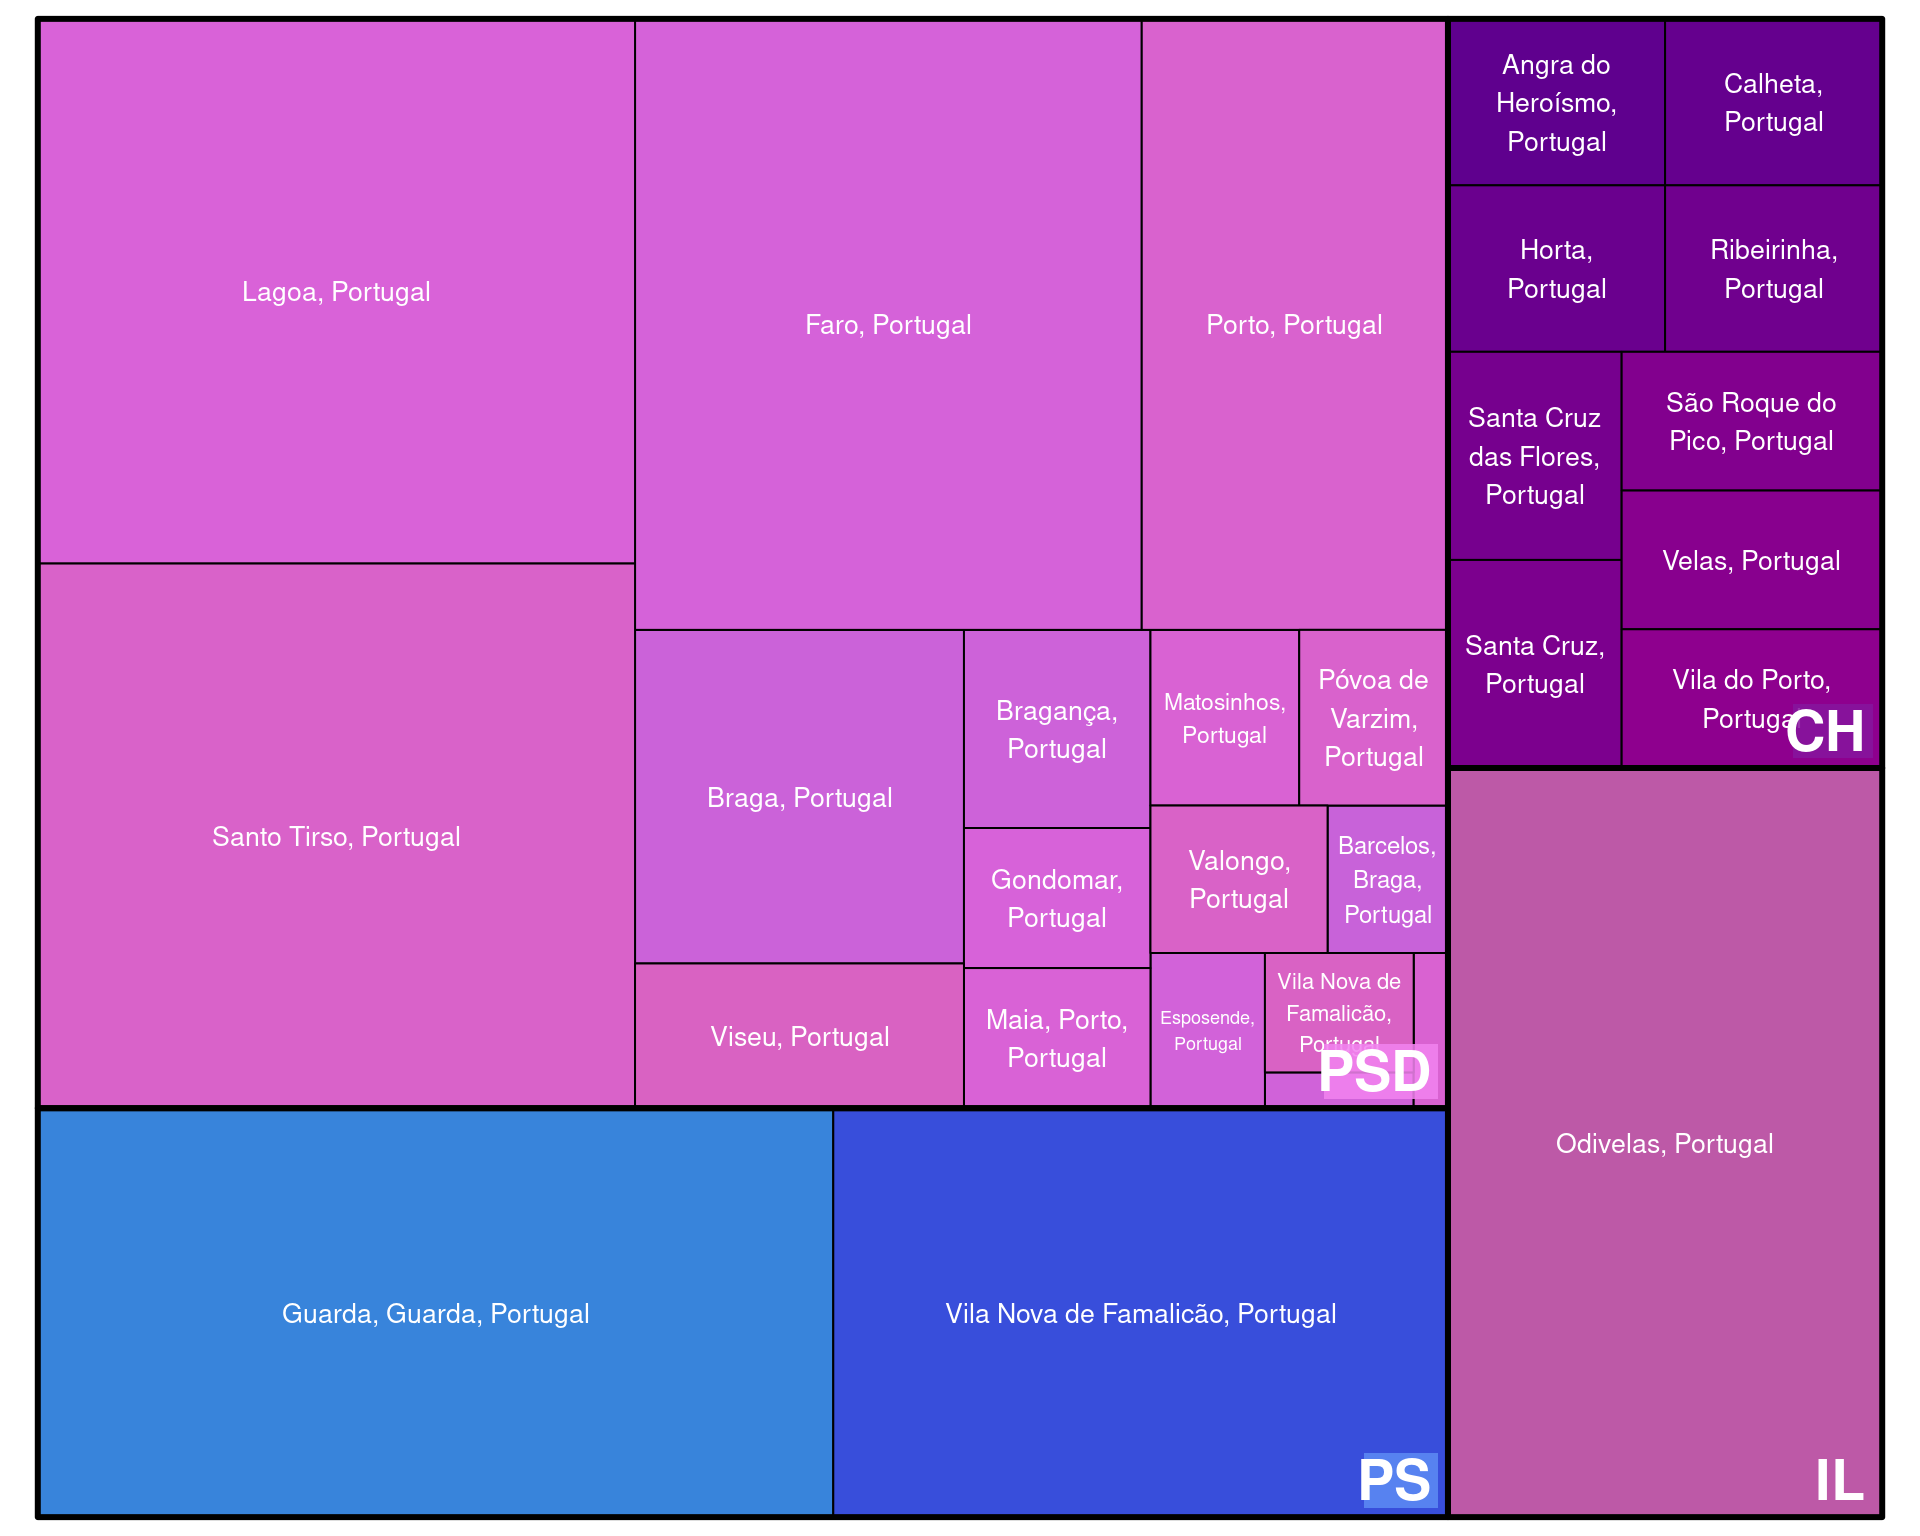 Lagoa, Portugal
Santo Tirso, Portugal
Faro, Portugal
Porto, Portugal
Braga, Portugal
Viseu, Portugal
Bragança,
Portugal
Gondomar,
Portugal
Maia, Porto,
Portugal
Matosinhos,
Portugal
Póvoa de
Varzim,
Portugal
Valongo,
Portugal
Barcelos,
Braga,
Portugal
Esposende,
Portugal
Vila Nova de
Famalicão,
Portugal
PSD
Guarda, Guarda, Portugal
Vila Nova de Famalicão, Portugal
PS
Angra do
Heroísmo,
Portugal
Calheta,
Portugal
Horta,
Portugal
Ribeirinha,
Portugal
Santa Cruz
das Flores,
Portugal
Santa Cruz,
Portugal
São Roque do
Pico, Portugal
Velas, Portugal
Vila do Porto,
Portugal
CH
Odivelas, Portugal
IL